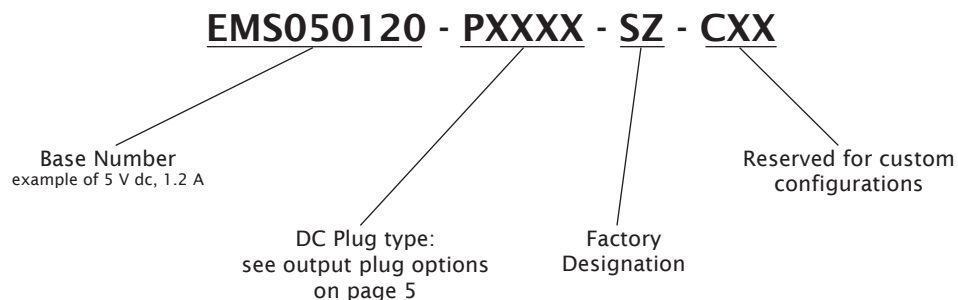 EMS050120 - PXXXX - SZ - CXX
Base Number
example of 5 V dc, 1.2 A
Reserved for custom
configurations
DC Plug type:
see output plug options
on page 5
Factory
Designation